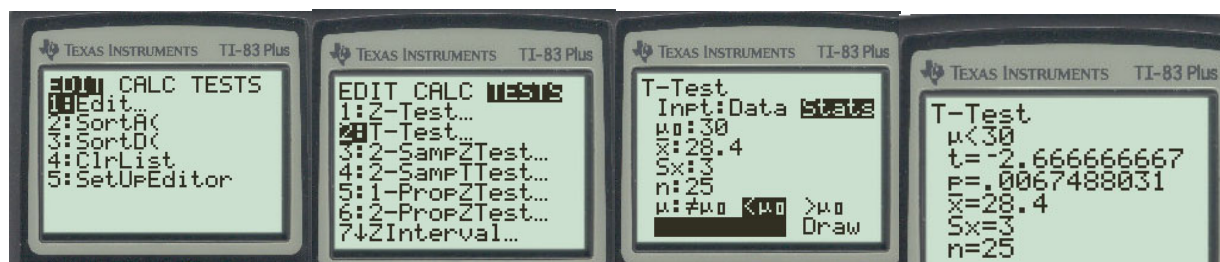 TEXAS INSTRUMENTS TI-83 Plus
EDIT CALC TESTS
1:Edit…
2:SortA(
3:SortD(
4:ClrList
5:SetUpEditor
TEXAS INSTRUMENTS TI-83 Plus
EDIT CALC TESTS
1:Z-Test…
2:T-Test…
3:2-SampZTest…
4:2-SampTTest…
5:1-PropZTest…
6:2-PropZTest…
7↓ZInterval…
TEXAS INSTRUMENTS TI-83 Plus
T-Test
Inpt:Data Stats
μ0:30
x̄:28.4
Sx:3
n:25
μ:≠μ0 <μ0 >μ0
Draw
TEXAS INSTRUMENTS TI-83 Plus
T-Test
μ<30
t=-2.666666667
p=.0067488031
x̄=28.4
Sx=3
n=25